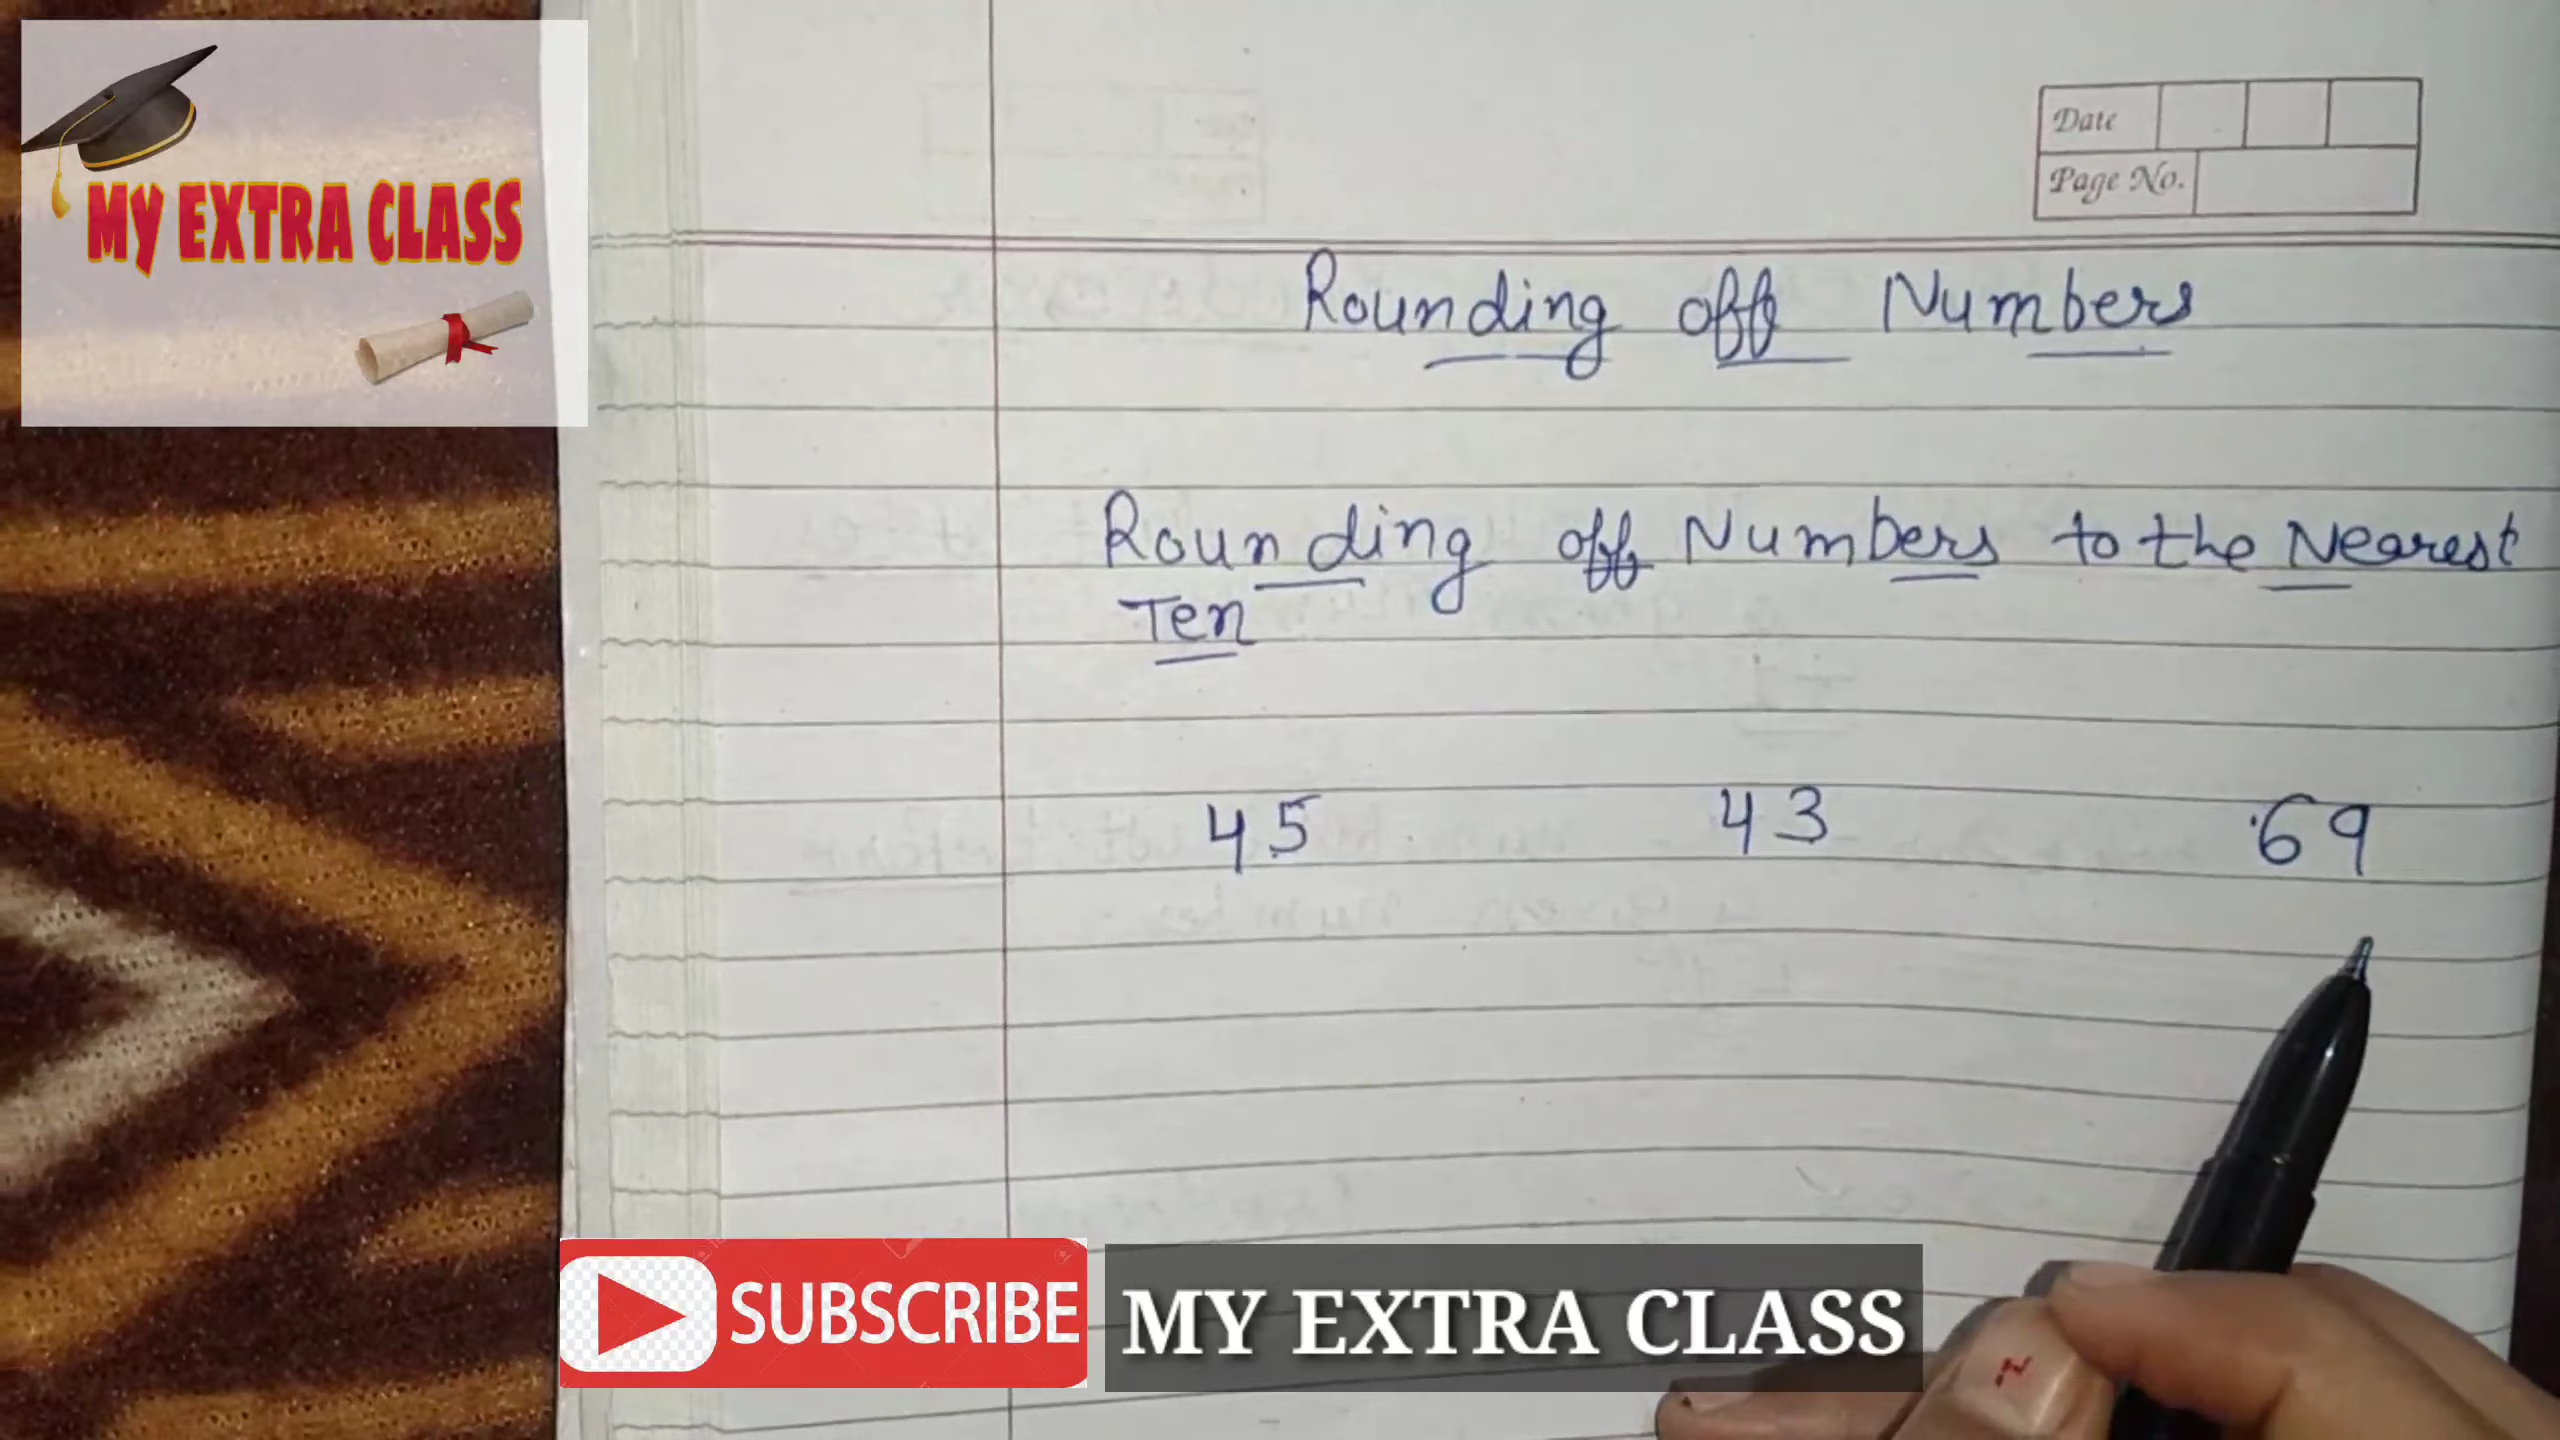 MY EXTRA CLASS
Date
Page No.
Rounding off Numbers
Rounding off Numbers to the Nearest
Ten
45 43 69
SUBSCRIBE
MY EXTRA CLASS